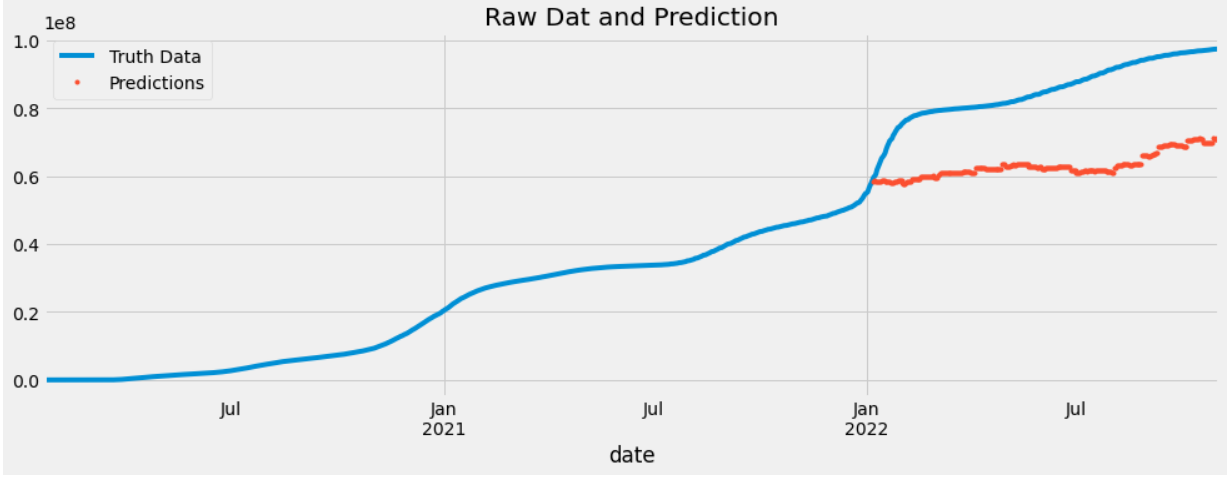 Raw Dat and Prediction
1e8
1.0
Truth Data
Predictions
0.8
0.6
0.4
0.2
0.0
Jul
Jan
2021
Jul
Jan
2022
Jul
date